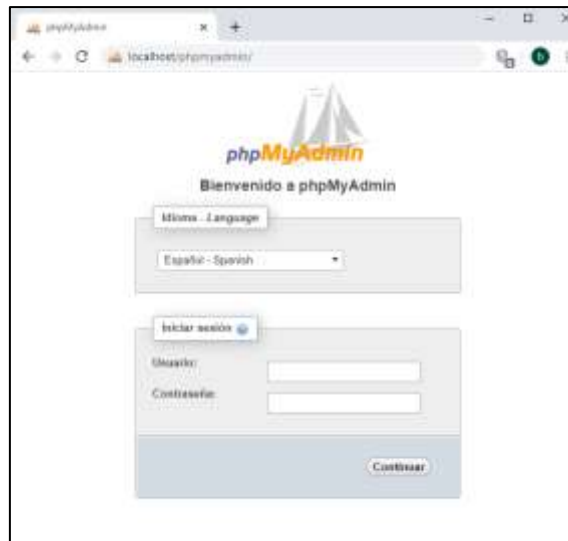 phpMyAdmin
localhost/phpmyadmin/
phpMyAdmin
Bienvenido a phpMyAdmin
Idioma - Language
Español - Spanish
Iniciar sesión
Usuario:
Contraseña:
Continuar